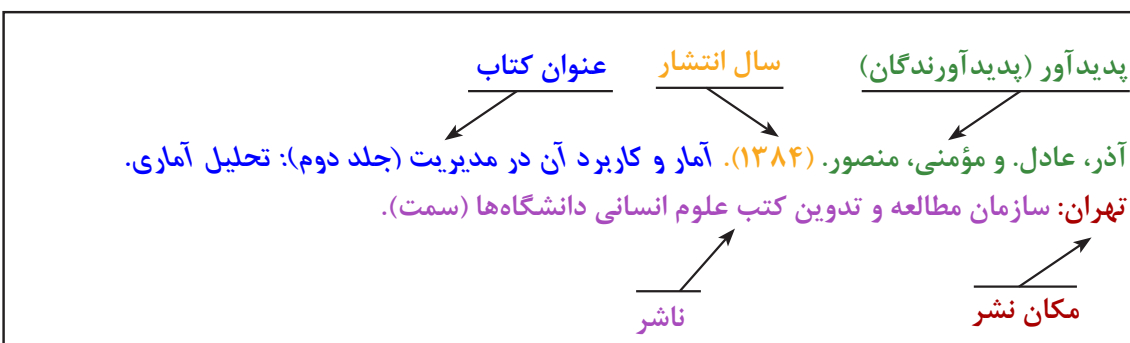 پدیدآور (پدیدآورندگان) سال انتشار عنوان کتاب
آذر، عادل. و مؤمنی، منصور. (۱۳۸۴). آمار و کاربرد آن در مدیریت (جلد دوم): تحلیل آماری.
تهران: سازمان مطالعه و تدوین کتب علوم انسانی دانشگاه‌ها (سمت).
مکان نشر ناشر